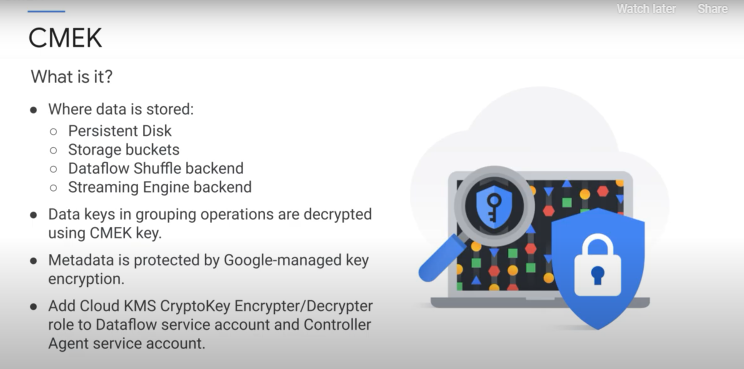 Watch later Share
CMEK
What is it?
● Where data is stored:
○ Persistent Disk
○ Storage buckets
○ Dataflow Shuffle backend
○ Streaming Engine backend
● Data keys in grouping operations are decrypted
using CMEK key.
● Metadata is protected by Google-managed key
encryption.
● Add Cloud KMS CryptoKey Encrypter/Decrypter
role to Dataflow service account and Controller
Agent service account.